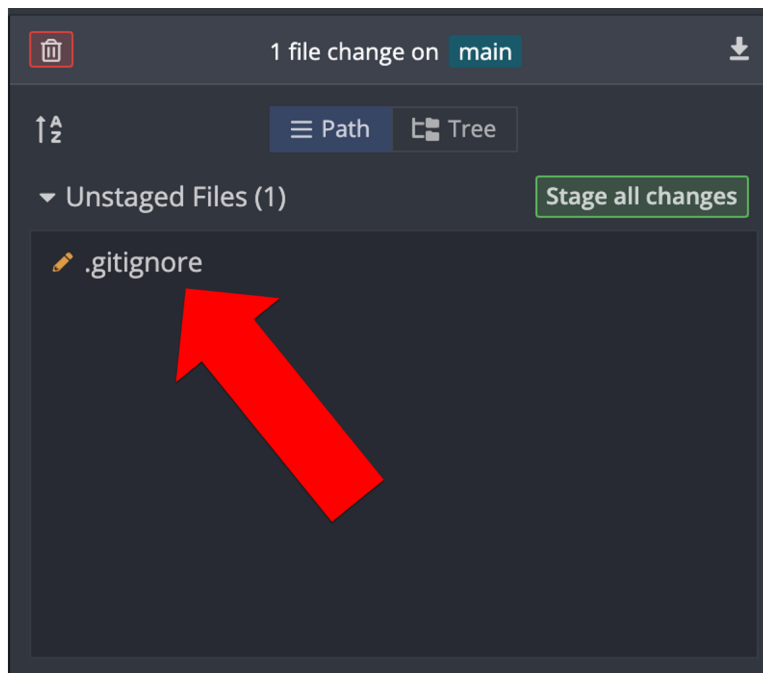 1 file change on main
A
Z
Path Tree
Unstaged Files (1) Stage all changes
.gitignore